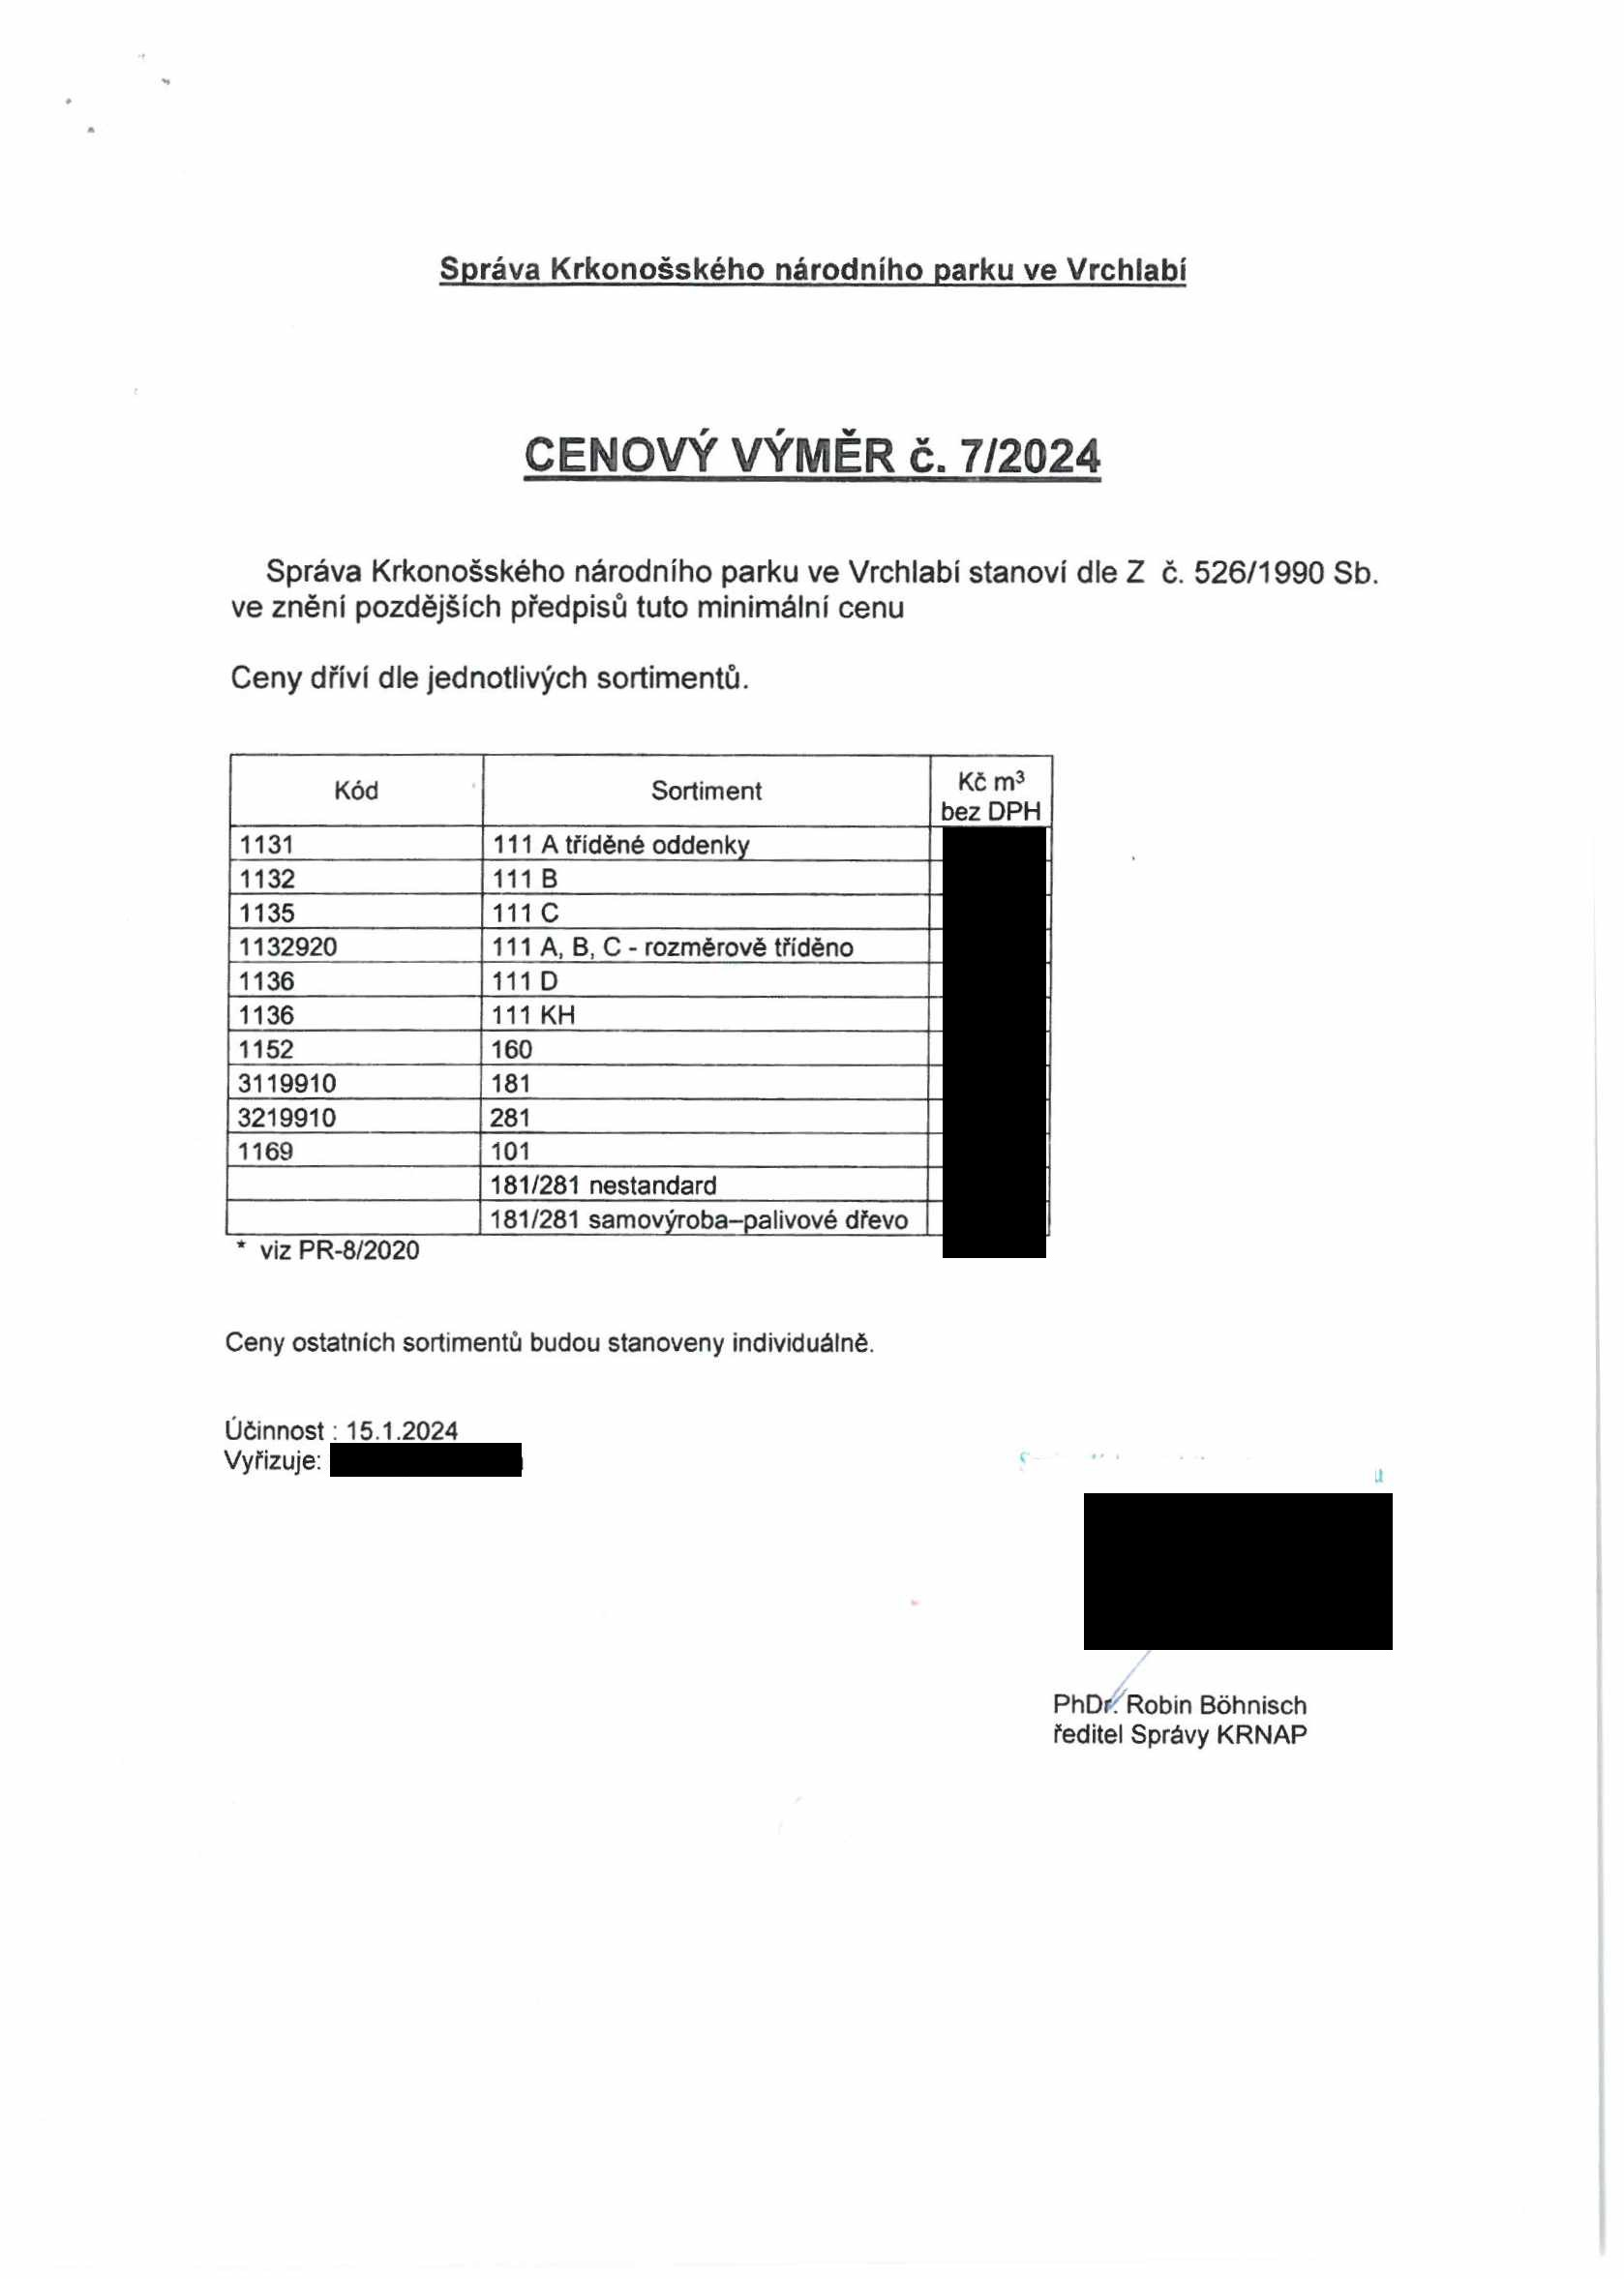 Správa Krkonošského národního parku ve Vrchlabí
CENOVÝ VÝMĚR č. 7/2024
Správa Krkonošského národního parku ve Vrchlabí stanoví dle Z č. 526/1990 Sb.
ve znění pozdějších předpisů tuto minimální cenu
Ceny dříví dle jednotlivých sortimentů.
Kód Sortiment Kč m³ bez DPH
1131 111 A tříděné oddenky
1132 111 B
1135 111 C
1132920 111 A, B, C - rozměrově tříděno
1136 111 D
1136 111 KH
1152 160
3119910 181
3219910 281
1169 101
181/281 nestandard
181/281 samovýroba–palivové dřevo
* viz PR-8/2020
Ceny ostatních sortimentů budou stanoveny individuálně.
Účinnost : 15.1.2024
Vyřizuje:
PhDr. Robin Böhnisch
ředitel Správy KRNAP